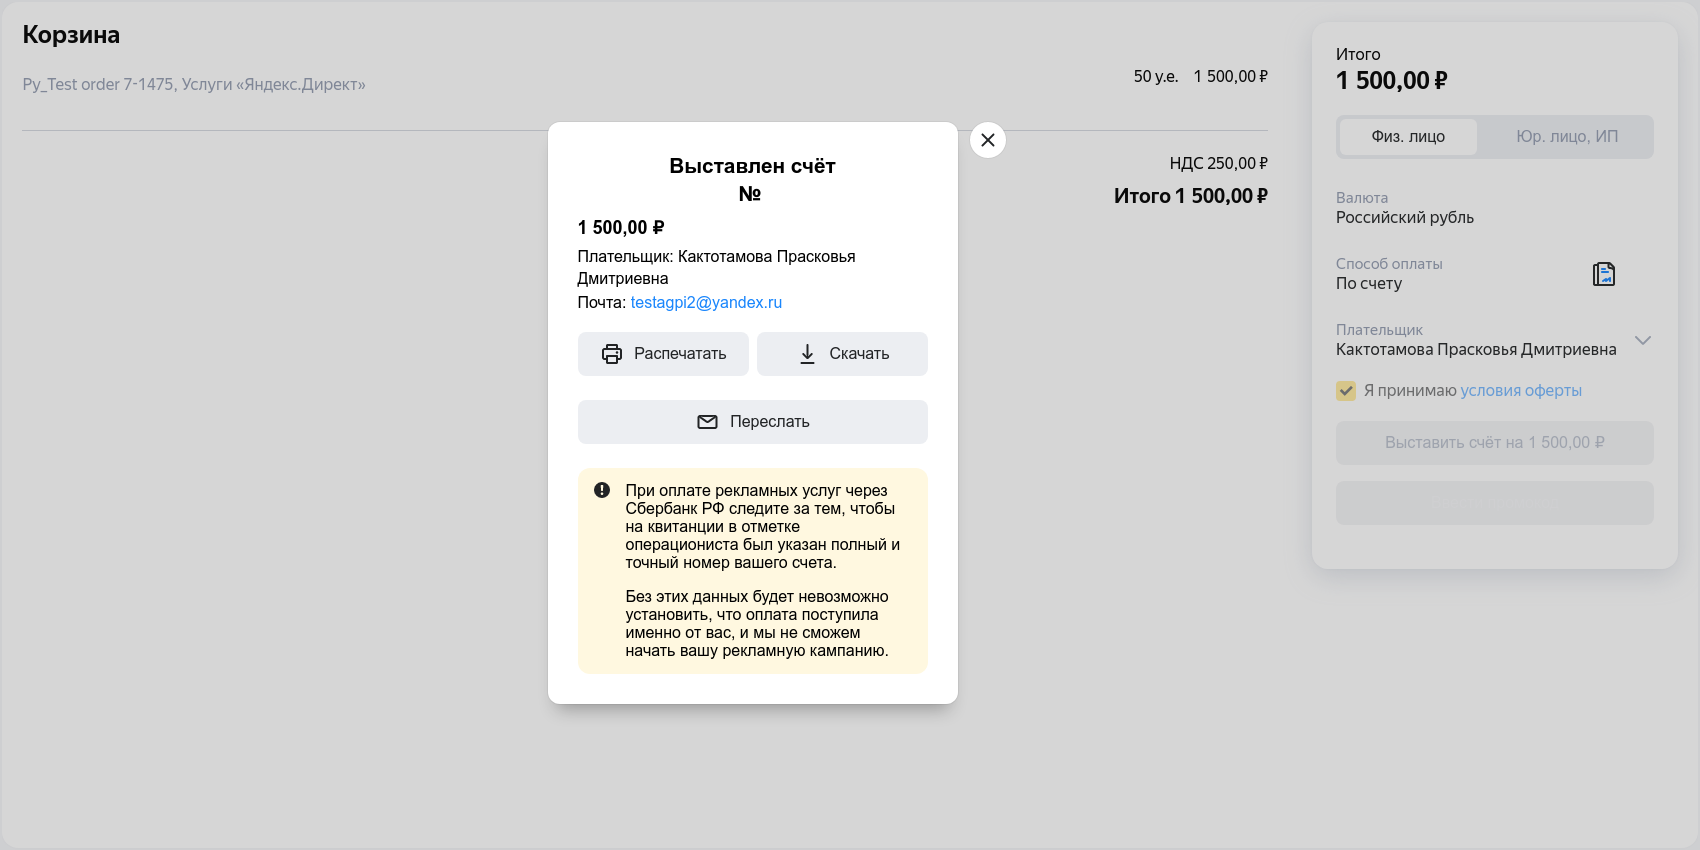 Корзина
Py_Test order 7-1475, Услуги «Яндекс.Директ»
50 у.е. 1 500,00 ₽
НДС 250,00 ₽
Итого 1 500,00 ₽
Выставлен счёт
№
1 500,00 ₽
Плательщик: Кактотамова Прасковья
Дмитриевна
Почта: testagpi2@yandex.ru
Распечатать
Скачать
Переслать
При оплате рекламных услуг через
Сбербанк РФ следите за тем, чтобы
на квитанции в отметке
операциониста был указан полный и
точный номер вашего счета.
Без этих данных будет невозможно
установить, что оплата поступила
именно от вас, и мы не сможем
начать вашу рекламную кампанию.
Итого
1 500,00 ₽
Физ. лицо
Юр. лицо, ИП
Валюта
Российский рубль
Способ оплаты
По счету
Плательщик
Кактотамова Прасковья Дмитриевна
Я принимаю условия оферты
Выставить счёт на 1 500,00 ₽